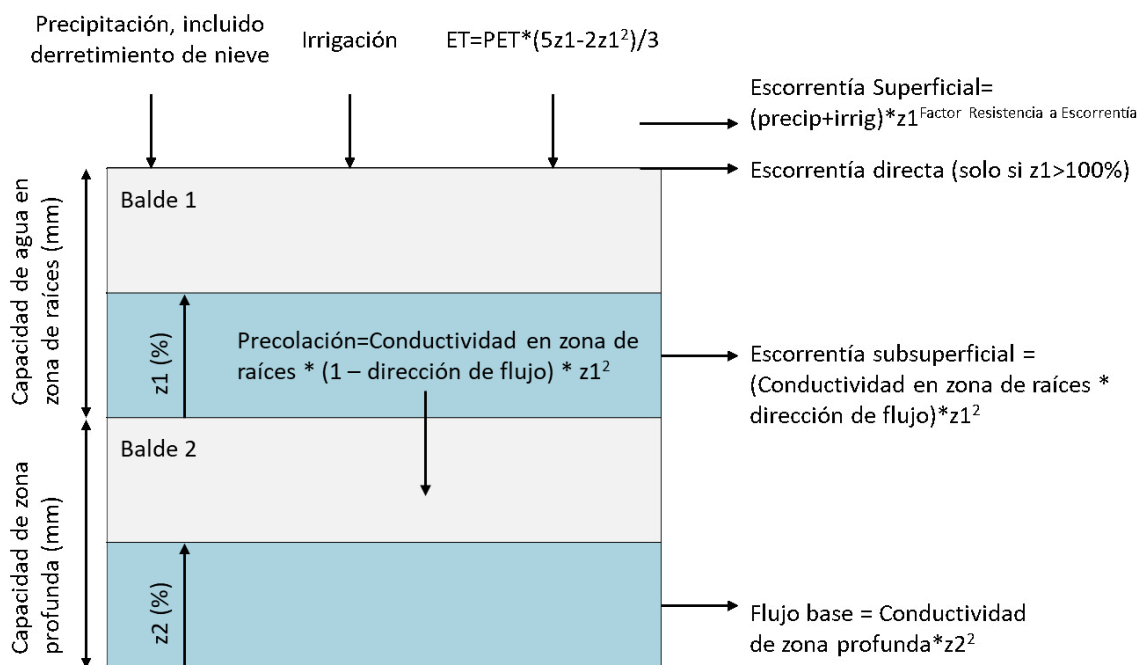 Precipitación, incluido
derretimiento de nieve
Irrigación
ET=PET*(5z1-2z1²)/3
Escorrentía Superficial=
(precip+irrig)*z1^Factor Resistencia a Escorrentía
Escorrentía directa (solo si z1>100%)
Capacidad de agua en
zona de raíces (mm)
Balde 1
z1 (%)
Precolación=Conductividad en zona de
raíces * (1 – dirección de flujo) * z1²
Escorrentía subsuperficial =
(Conductividad en zona de raíces *
dirección de flujo)*z1²
Capacidad de zona
profunda (mm)
Balde 2
z2 (%)
Flujo base = Conductividad
de zona profunda*z2²